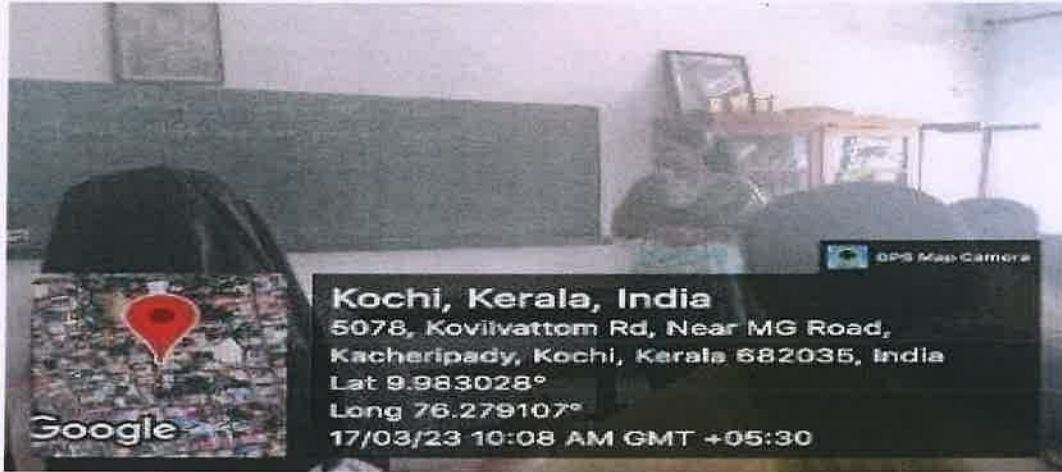 GPS Map Camera
Kochi, Kerala, India
5078, Kovilvattom Rd, Near MG Road,
Kacheripady, Kochi, Kerala 682035, India
Lat 9.983028°
Long 76.279107°
17/03/23 10:08 AM GMT +05:30
Google